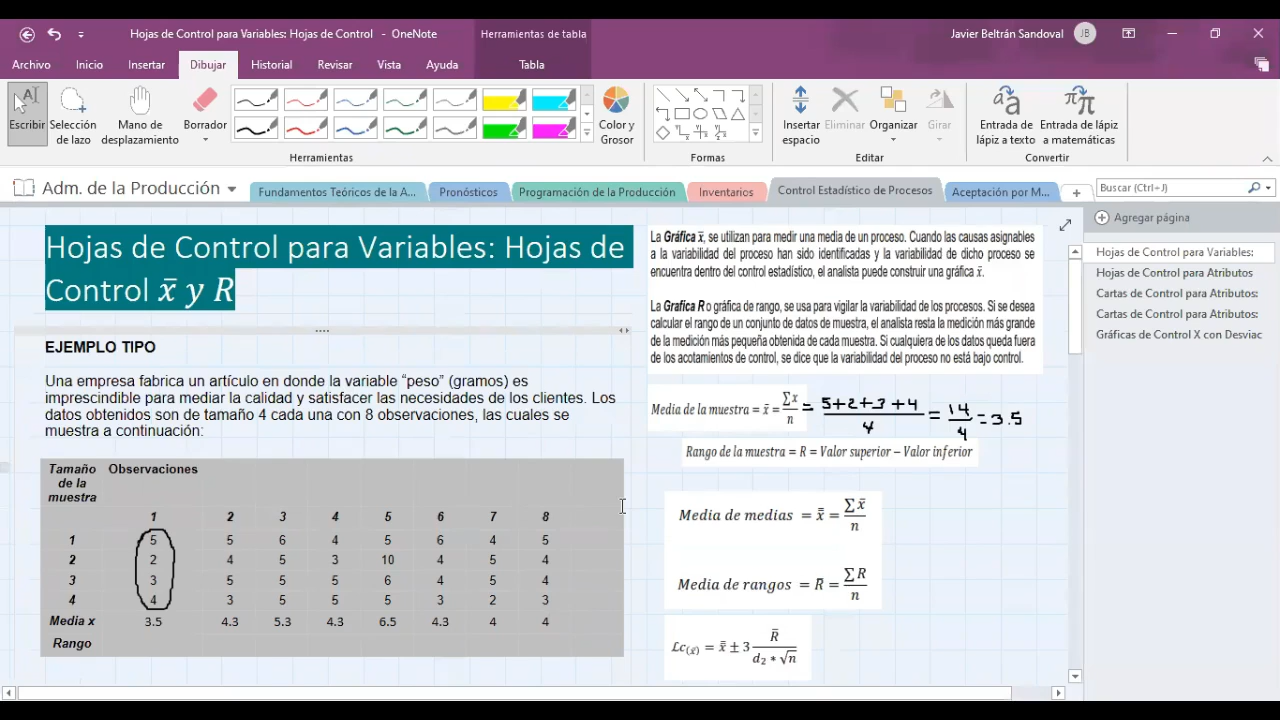 Hojas de Control para Variables: Hojas de Control - OneNote
Herramientas de tabla
Javier Beltrán Sandoval
JB
Archivo
Inicio
Insertar
Dibujar
Historial
Revisar
Vista
Ayuda
Tabla
Escribir
Selección de lazo
Mano de desplazamiento
Borrador
Color y Grosor
Insertar espacio
Eliminar
Organizar
Girar
Entrada de lápiz a texto
Entrada de lápiz a matemáticas
Herramientas
Formas
Editar
Convertir
Adm. de la Producción
Fundamentos Teóricos de la A...
Pronósticos
Programación de la Producción
Inventarios
Control Estadístico de Procesos
Aceptación por M...
Buscar (Ctrl+J)
Agregar página
Hojas de Control para Variables:
Hojas de Control para Atributos
Cartas de Control para Atributos:
Cartas de Control para Atributos:
Gráficas de Control X con Desviac
Hojas de Control para Variables: Hojas de
Control x̄ y R
EJEMPLO TIPO
Una empresa fabrica un artículo en donde la variable “peso” (gramos) es
imprescindible para mediar la calidad y satisfacer las necesidades de los clientes. Los
datos obtenidos son de tamaño 4 cada una con 8 observaciones, las cuales se
muestra a continuación:
Tamaño de la muestra Observaciones
1 2 3 4 5 6 7 8
1 5 5 6 4 5 6 4 5
2 2 4 5 3 10 4 5 4
3 3 5 5 5 6 4 5 4
4 4 3 5 5 5 3 2 3
Media x 3.5 4.3 5.3 4.3 6.5 4.3 4 4
Rango
La Gráfica x̄, se utilizan para medir una media de un proceso. Cuando las causas asignables
a la variabilidad del proceso han sido identificadas y la variabilidad de dicho proceso se
encuentra dentro del control estadístico, el analista puede construir una gráfica x̄.
La Grafica R o gráfica de rango, se usa para vigilar la variabilidad de los procesos. Si se desea
calcular el rango de un conjunto de datos de muestra, el analista resta la medición más grande
de la medición más pequeña obtenida de cada muestra. Si cualquiera de los datos queda fuera
de los acotamientos de control, se dice que la variabilidad del proceso no está bajo control.
Media de la muestra = x̄ = ∑x / n = 5+2+3+4 / 4 = 14 / 4 = 3.5
Rango de la muestra = R = Valor superior − Valor inferior
Media de medias = x̿ = ∑x̄ / n
Media de rangos = R̄ = ∑R / n
Lc(x̄) = x̿ ± 3 R̄ / d₂ * √n